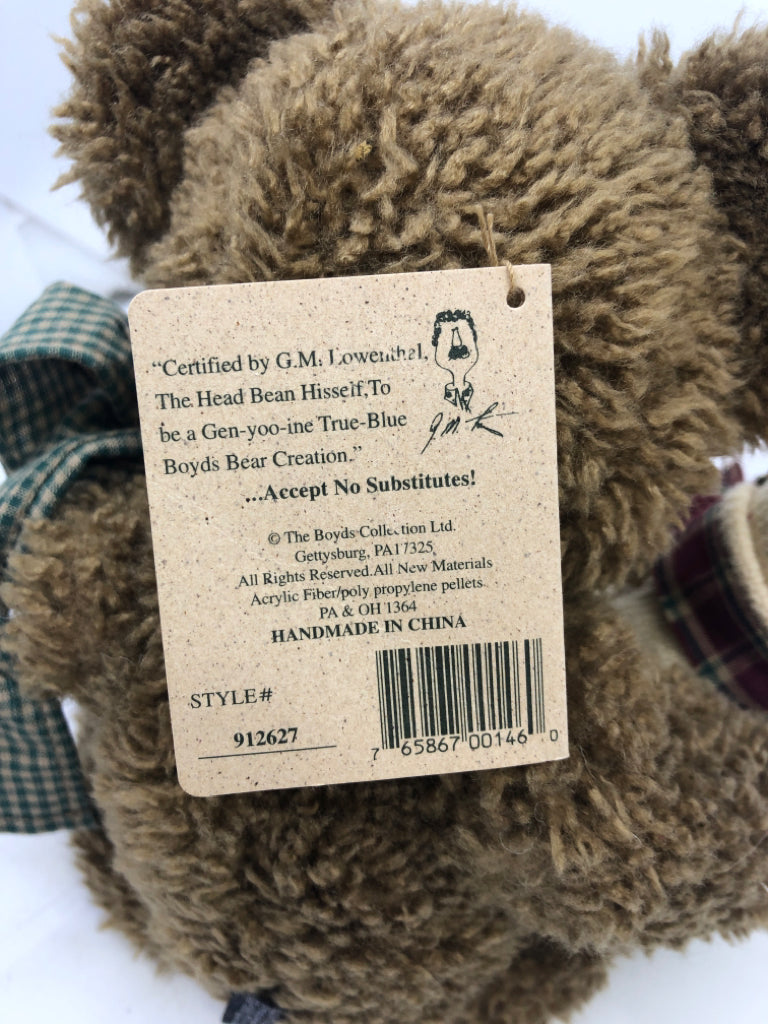 “Certified by G.M. Lowenthal,
The Head Bean Hisself, To
be a Gen-yoo-ine True-Blue
Boyds Bear Creation.”
...Accept No Substitutes!
© The Boyds Collection Ltd.
Gettysburg, PA17325
All Rights Reserved.All New Materials
Acrylic Fiber/poly propylene pellets
PA & OH 1364
HANDMADE IN CHINA
STYLE#
912627
7 65867 00146 0